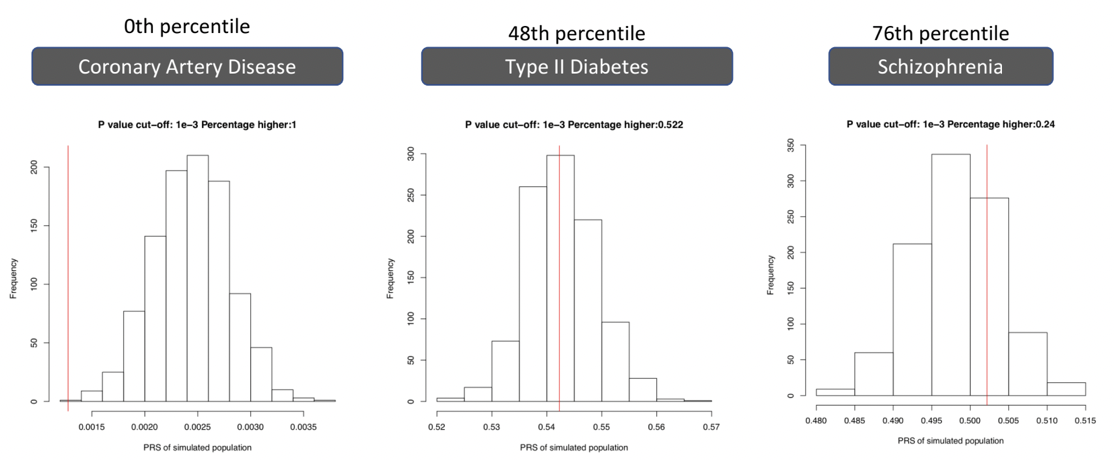 0th percentile
Coronary Artery Disease
P value cut–off: 1e–3 Percentage higher:1
Frequency
200
150
100
50
0
0.0015 0.0020 0.0025 0.0030 0.0035
PRS of simulated population
48th percentile
Type II Diabetes
P value cut–off: 1e–3 Percentage higher:0.522
Frequency
300
250
200
150
100
50
0
0.52 0.53 0.54 0.55 0.56 0.57
PRS of simulated population
76th percentile
Schizophrenia
P value cut–off: 1e–3 Percentage higher:0.24
Frequency
350
300
250
200
150
100
50
0
0.480 0.485 0.490 0.495 0.500 0.505 0.510 0.515
PRS of simulated population